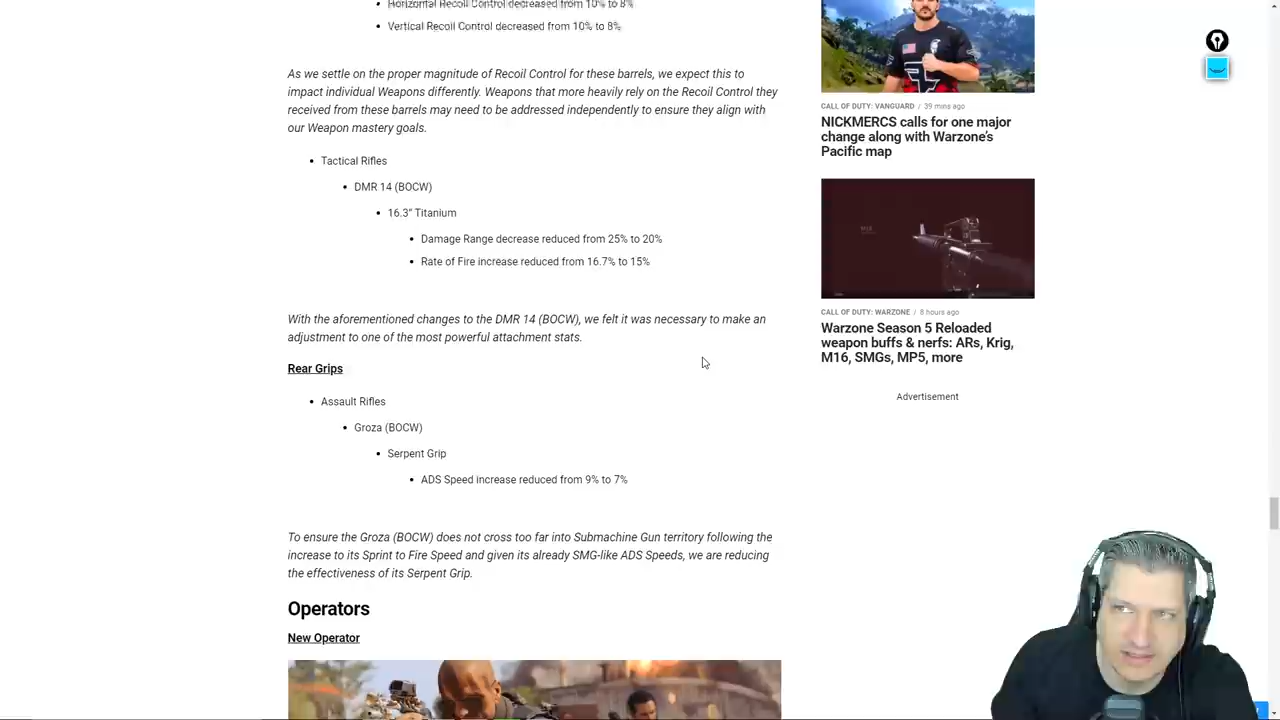 Horizontal Recoil Control decreased from 10% to 8%
Vertical Recoil Control decreased from 10% to 8%
As we settle on the proper magnitude of Recoil Control for these barrels, we expect this to
impact individual Weapons differently. Weapons that more heavily rely on the Recoil Control they
received from these barrels may need to be addressed independently to ensure they align with
our Weapon mastery goals.
Tactical Rifles
DMR 14 (BOCW)
16.3" Titanium
Damage Range decrease reduced from 25% to 20%
Rate of Fire increase reduced from 16.7% to 15%
With the aforementioned changes to the DMR 14 (BOCW), we felt it was necessary to make an
adjustment to one of the most powerful attachment stats.
Rear Grips
Assault Rifles
Groza (BOCW)
Serpent Grip
ADS Speed increase reduced from 9% to 7%
To ensure the Groza (BOCW) does not cross too far into Submachine Gun territory following the
increase to its Sprint to Fire Speed and given its already SMG-like ADS Speeds, we are reducing
the effectiveness of its Serpent Grip.
Operators
New Operator
CALL OF DUTY: VANGUARD / 39 mins ago
NICKMERCS calls for one major
change along with Warzone's
Pacific map
CALL OF DUTY: WARZONE / 8 hours ago
Warzone Season 5 Reloaded
weapon buffs & nerfs: ARs, Krig,
M16, SMGs, MP5, more
Advertisement